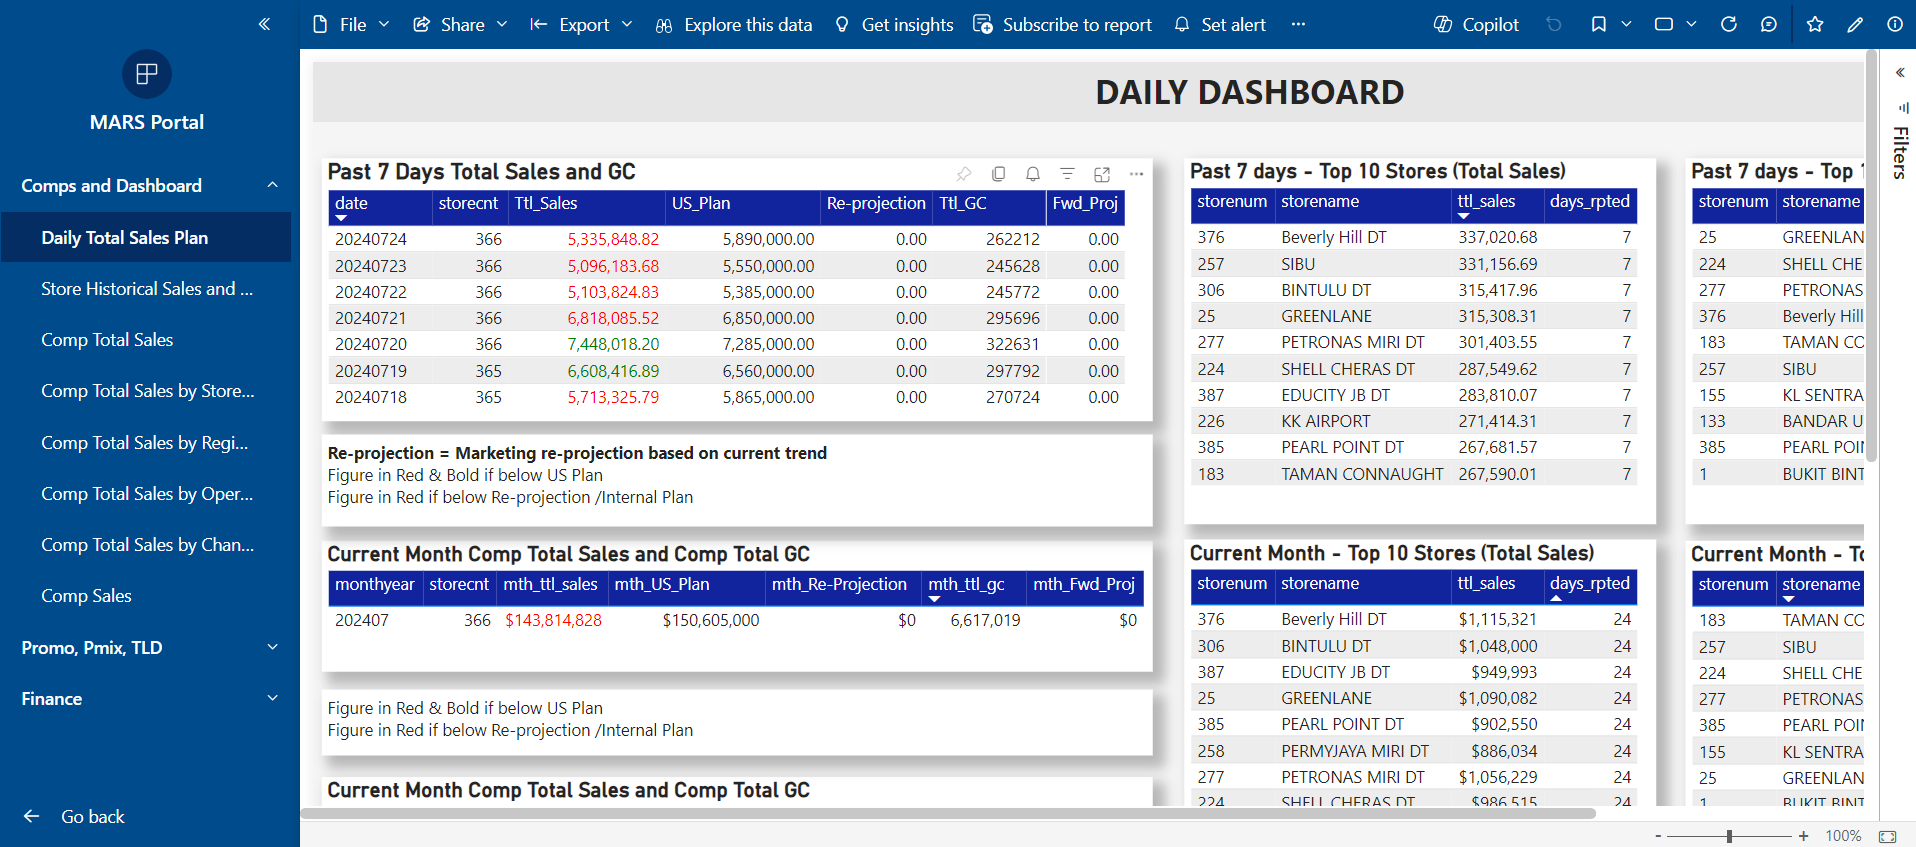 File
Share
Export
Explore this data
Get insights
Subscribe to report
Set alert
Copilot
MARS Portal
Comps and Dashboard
Daily Total Sales Plan
Store Historical Sales and ...
Comp Total Sales
Comp Total Sales by Store...
Comp Total Sales by Regi...
Comp Total Sales by Oper...
Comp Total Sales by Chan...
Comp Sales
Promo, Pmix, TLD
Finance
Go back
DAILY DASHBOARD
Past 7 Days Total Sales and GC
date storecnt Ttl_Sales US_Plan Re-projection Ttl_GC Fwd_Proj
20240724 366 5,335,848.82 5,890,000.00 0.00 262212 0.00
20240723 366 5,096,183.68 5,550,000.00 0.00 245628 0.00
20240722 366 5,103,824.83 5,385,000.00 0.00 245772 0.00
20240721 366 6,818,085.52 6,850,000.00 0.00 295696 0.00
20240720 366 7,448,018.20 7,285,000.00 0.00 322631 0.00
20240719 365 6,608,416.89 6,560,000.00 0.00 297792 0.00
20240718 365 5,713,325.79 5,865,000.00 0.00 270724 0.00
Re-projection = Marketing re-projection based on current trend
Figure in Red & Bold if below US Plan
Figure in Red if below Re-projection /Internal Plan
Current Month Comp Total Sales and Comp Total GC
monthyear storecnt mth_ttl_sales mth_US_Plan mth_Re-Projection mth_ttl_gc mth_Fwd_Proj
202407 366 $143,814,828 $150,605,000 $0 6,617,019 $0
Figure in Red & Bold if below US Plan
Figure in Red if below Re-projection /Internal Plan
Current Month Comp Total Sales and Comp Total GC
Past 7 days - Top 10 Stores (Total Sales)
storenum storename ttl_sales days_rpted
376 Beverly Hill DT 337,020.68 7
257 SIBU 331,156.69 7
306 BINTULU DT 315,417.96 7
25 GREENLANE 315,308.31 7
277 PETRONAS MIRI DT 301,403.55 7
224 SHELL CHERAS DT 287,549.62 7
387 EDUCITY JB DT 283,810.07 7
226 KK AIRPORT 271,414.31 7
385 PEARL POINT DT 267,681.57 7
183 TAMAN CONNAUGHT 267,590.01 7
Current Month - Top 10 Stores (Total Sales)
storenum storename ttl_sales days_rpted
376 Beverly Hill DT $1,115,321 24
306 BINTULU DT $1,048,000 24
387 EDUCITY JB DT $949,993 24
25 GREENLANE $1,090,082 24
385 PEARL POINT DT $902,550 24
258 PERMYJAYA MIRI DT $886,034 24
277 PETRONAS MIRI DT $1,056,229 24
224 SHELL CHERAS DT $986,515 24
Past 7 days - Top
storenum storename
25 GREENLAN
224 SHELL CHE
277 PETRONAS
376 Beverly Hill
183 TAMAN CO
257 SIBU
155 KL SENTRA
133 BANDAR U
385 PEARL POI
1 BUKIT BINT
Current Month - To
storenum storename
183 TAMAN CO
257 SIBU
224 SHELL CHE
277 PETRONAS
385 PEARL POI
155 KL SENTRA
25 GREENLAN
1 BUKIT BINT
Filters
- + 100%